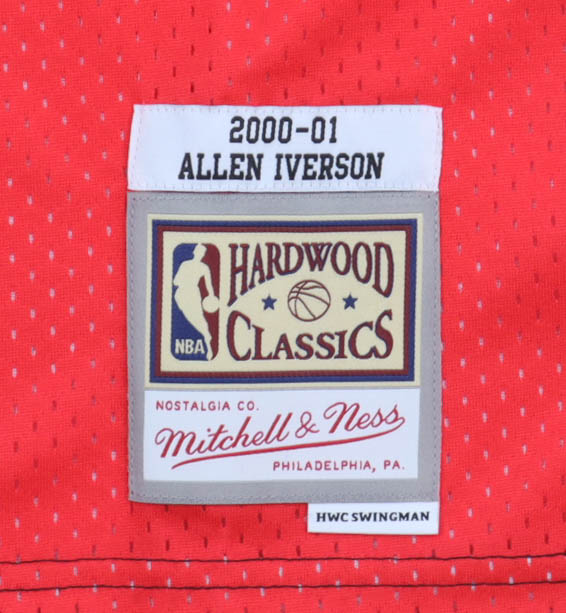 2000-01
ALLEN IVERSON
HARDWOOD
CLASSICS
NBA
NOSTALGIA CO.
Mitchell & Ness
PHILADELPHIA, PA.
HWC SWINGMAN